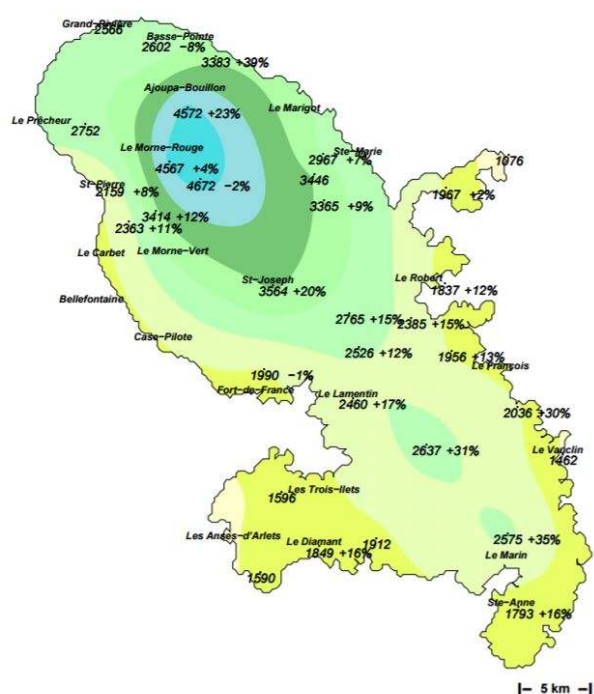 Grand-Rivière
2566
Basse-Pointe
2602 -8%
3383 +39%
Ajoupa-Bouillon
4572 +23%
Le Marigot
Le Prêcheur
2752
Le Morne-Rouge
4567 +4%
Ste-Marie
2967 +7%
1076
3446
4672 -2%
St-Pierre
2159 +8%
1967 +2%
3365 +9%
3414 +12%
2363 +11%
Le Carbet
Le Morne-Vert
St-Joseph
3564 +20%
Le Robert
1837 +12%
Bellefontaine
2765 +15%
2385 +15%
Case-Pilote
2526 +12%
1956 +13%
Le François
1990 -1%
Fort-de-France
Le Lamentin
2460 +17%
2036 +30%
2637 +31%
Le Vauclin
1462
Les Trois-Ilets
1596
Les Anses-d'Arlets
Le Diamant
1849 +16%
1912
2575 +35%
Le Marin
1590
Ste-Anne
1793 +16%
5 km